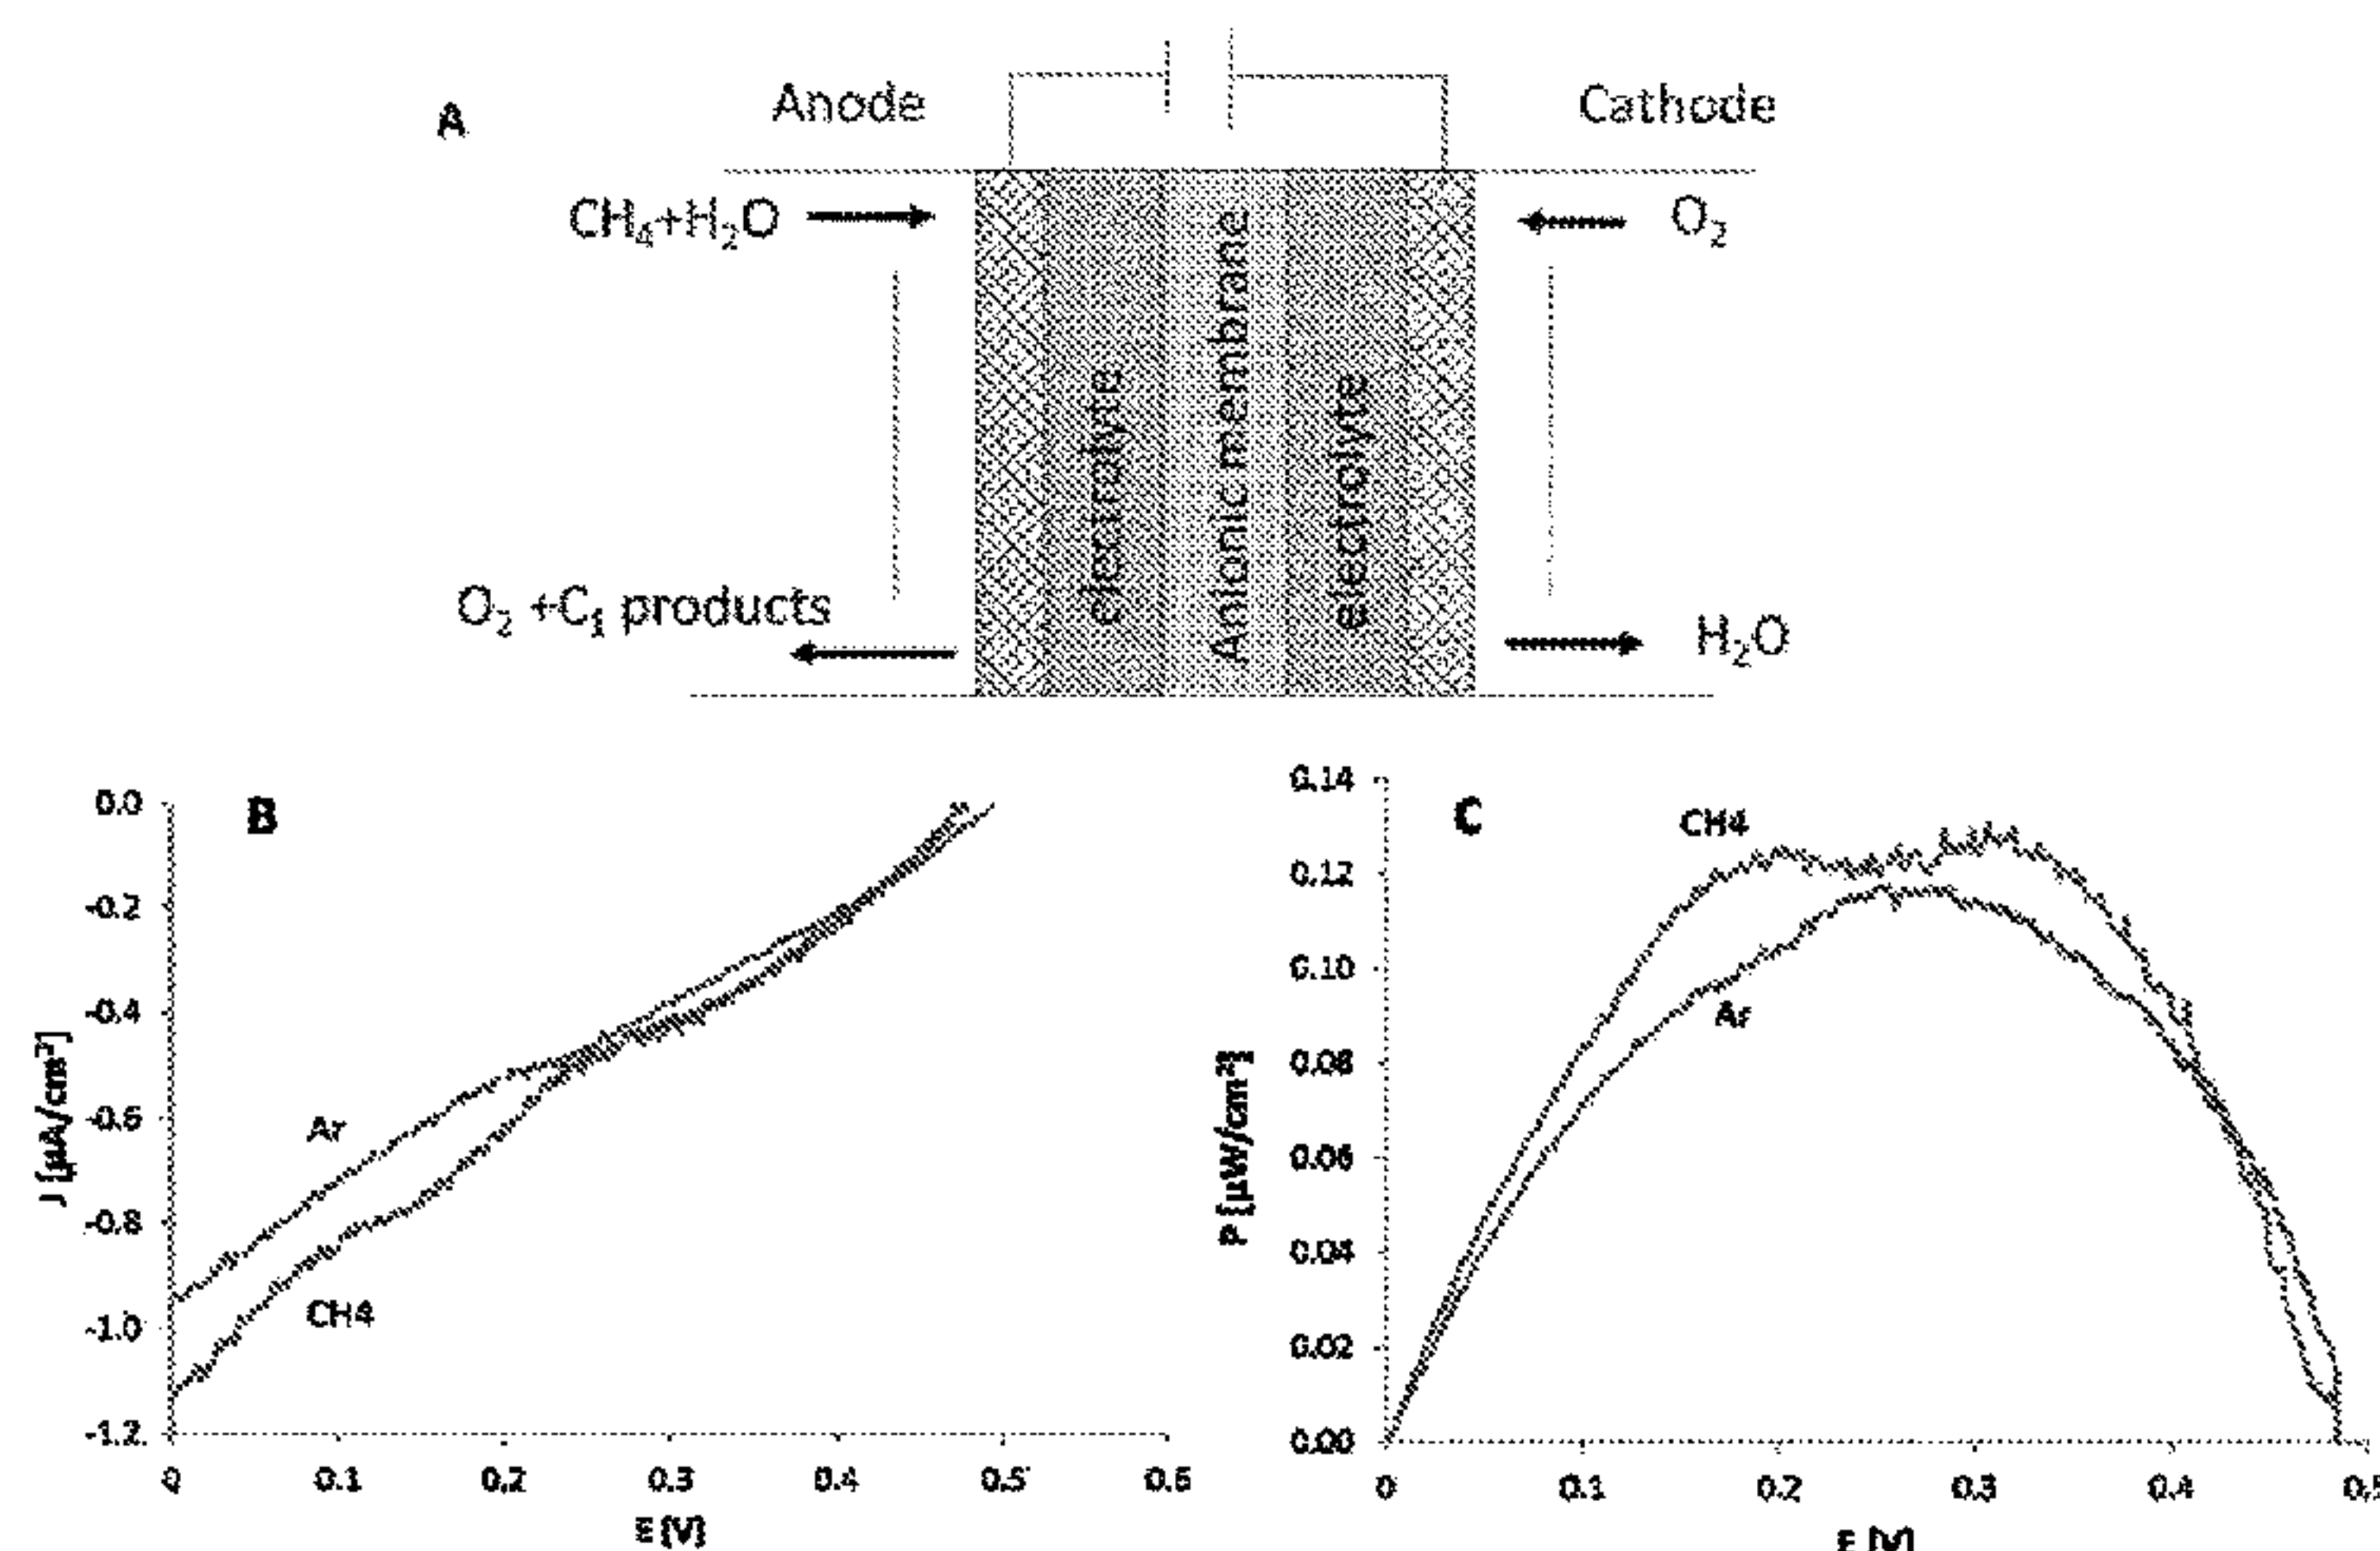 A
Anode
Cathode
CH₄+H₂O
O₂
electrolyte
Anionic membrane
electrolyte
O₂ +C₁ products
H₂O
B
0.0
-0.2
-0.4
-0.6
-0.8
-1.0
-1.2
J [µA/cm²]
Ar
CH4
0
0.1
0.2
0.3
0.4
0.5
0.6
E [V]
C
0.14
0.12
0.10
0.08
0.06
0.04
0.02
0.00
P [µW/cm²]
CH4
Ar
0
0.1
0.2
0.3
0.4
0.5
E [V]